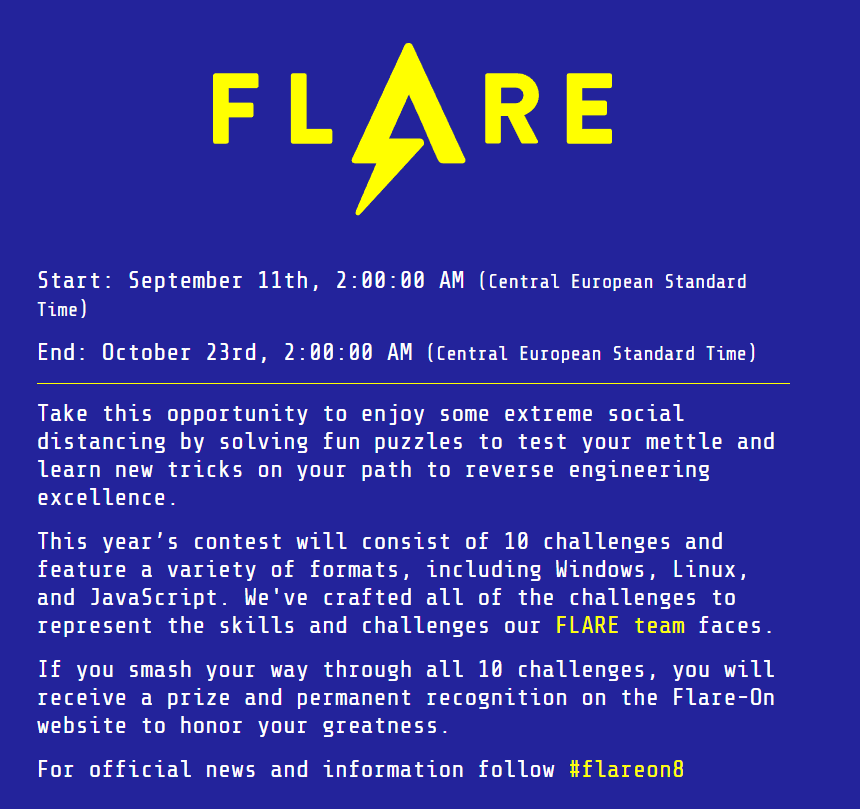 FLARE
Start: September 11th, 2:00:00 AM (Central European Standard
Time)
End: October 23rd, 2:00:00 AM (Central European Standard Time)
Take this opportunity to enjoy some extreme social
distancing by solving fun puzzles to test your mettle and
learn new tricks on your path to reverse engineering
excellence.
This year’s contest will consist of 10 challenges and
feature a variety of formats, including Windows, Linux,
and JavaScript. We've crafted all of the challenges to
represent the skills and challenges our FLARE team faces.
If you smash your way through all 10 challenges, you will
receive a prize and permanent recognition on the Flare-On
website to honor your greatness.
For official news and information follow #flareon8